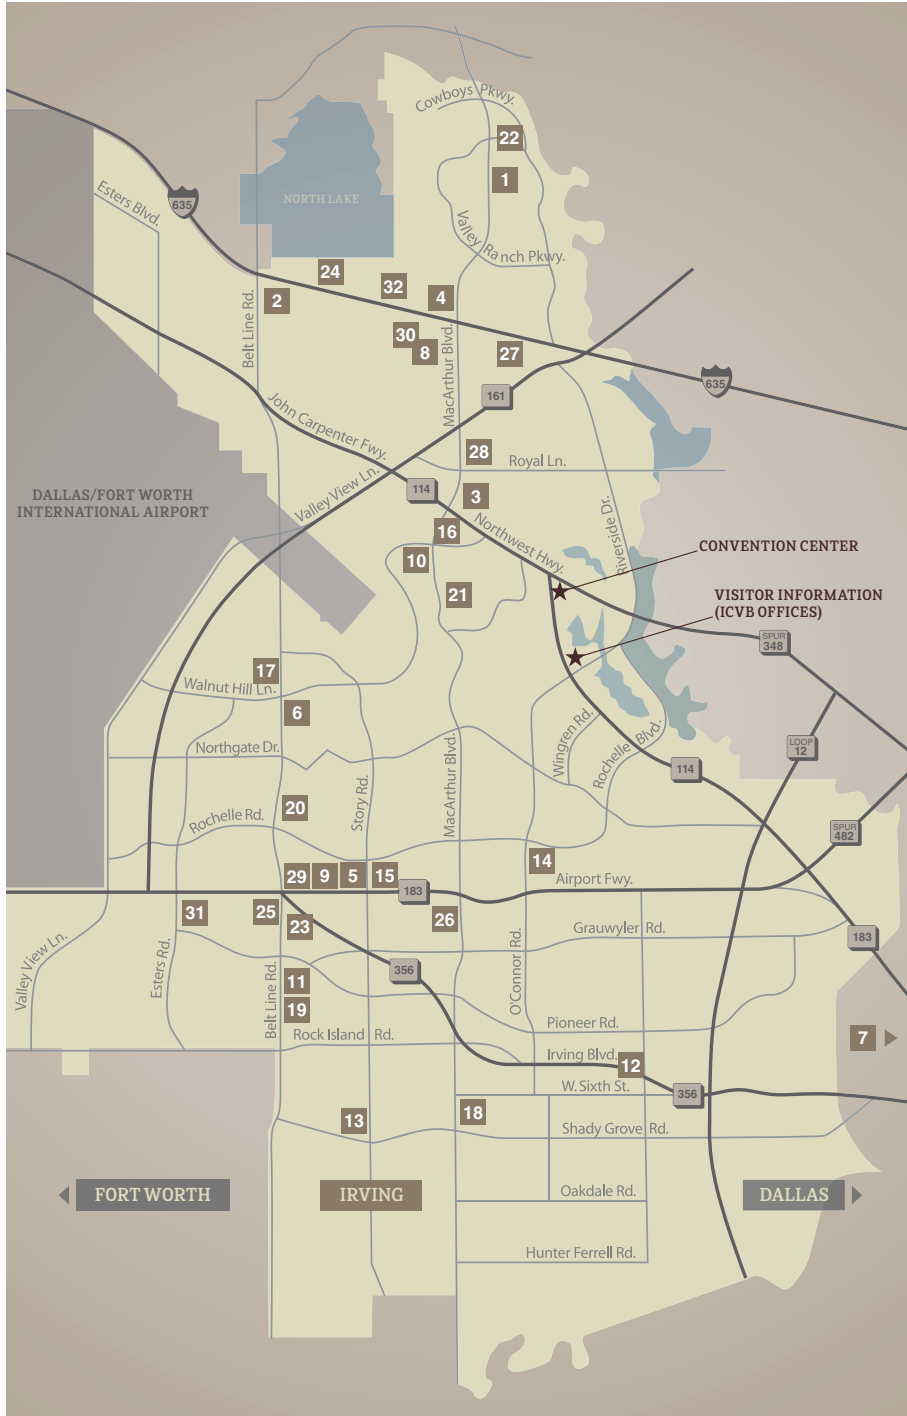 Cowboys Pkwy.
22
1
Esters Blvd.
635
NORTH LAKE
Valley Ranch Pkwy.
24
32
4
2
Belt Line Rd.
30
8
MacArthur Blvd.
27
635
161
John Carpenter Fwy.
28
Royal Ln.
Valley View Ln.
114
3
DALLAS/FORT WORTH
INTERNATIONAL AIRPORT
16
Northwest Hwy.
Riverside Dr.
CONVENTION CENTER
10
21
VISITOR INFORMATION
(ICVB OFFICES)
SPUR
348
17
Walnut Hill Ln.
6
Northgate Dr.
MacArthur Blvd.
Wingren Rd.
Rochelle Blvd.
LOOP
12
114
Story Rd.
20
Rochelle Rd.
SPUR
482
14
29
9
5
15
183
Airport Fwy.
31
25
23
26
Grauwyler Rd.
183
Valley View Ln.
Esters Rd.
O'Connor Rd.
356
11
Belt Line Rd.
19
Pioneer Rd.
Rock Island Rd.
7
Irving Blvd.
12
W. Sixth St.
356
13
18
Shady Grove Rd.
FORT WORTH
IRVING
Oakdale Rd.
DALLAS
Hunter Ferrell Rd.